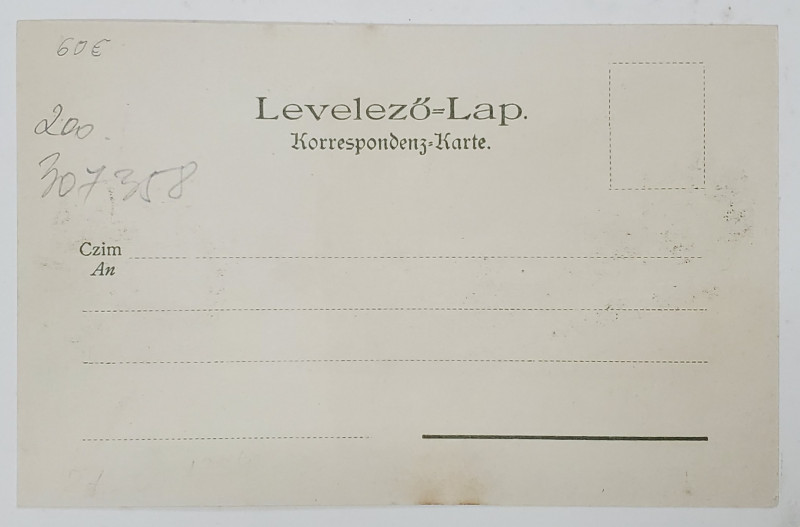 60€
Levelező-Lap.
Korrespondenz-Karte.
200
307358
Czim
An